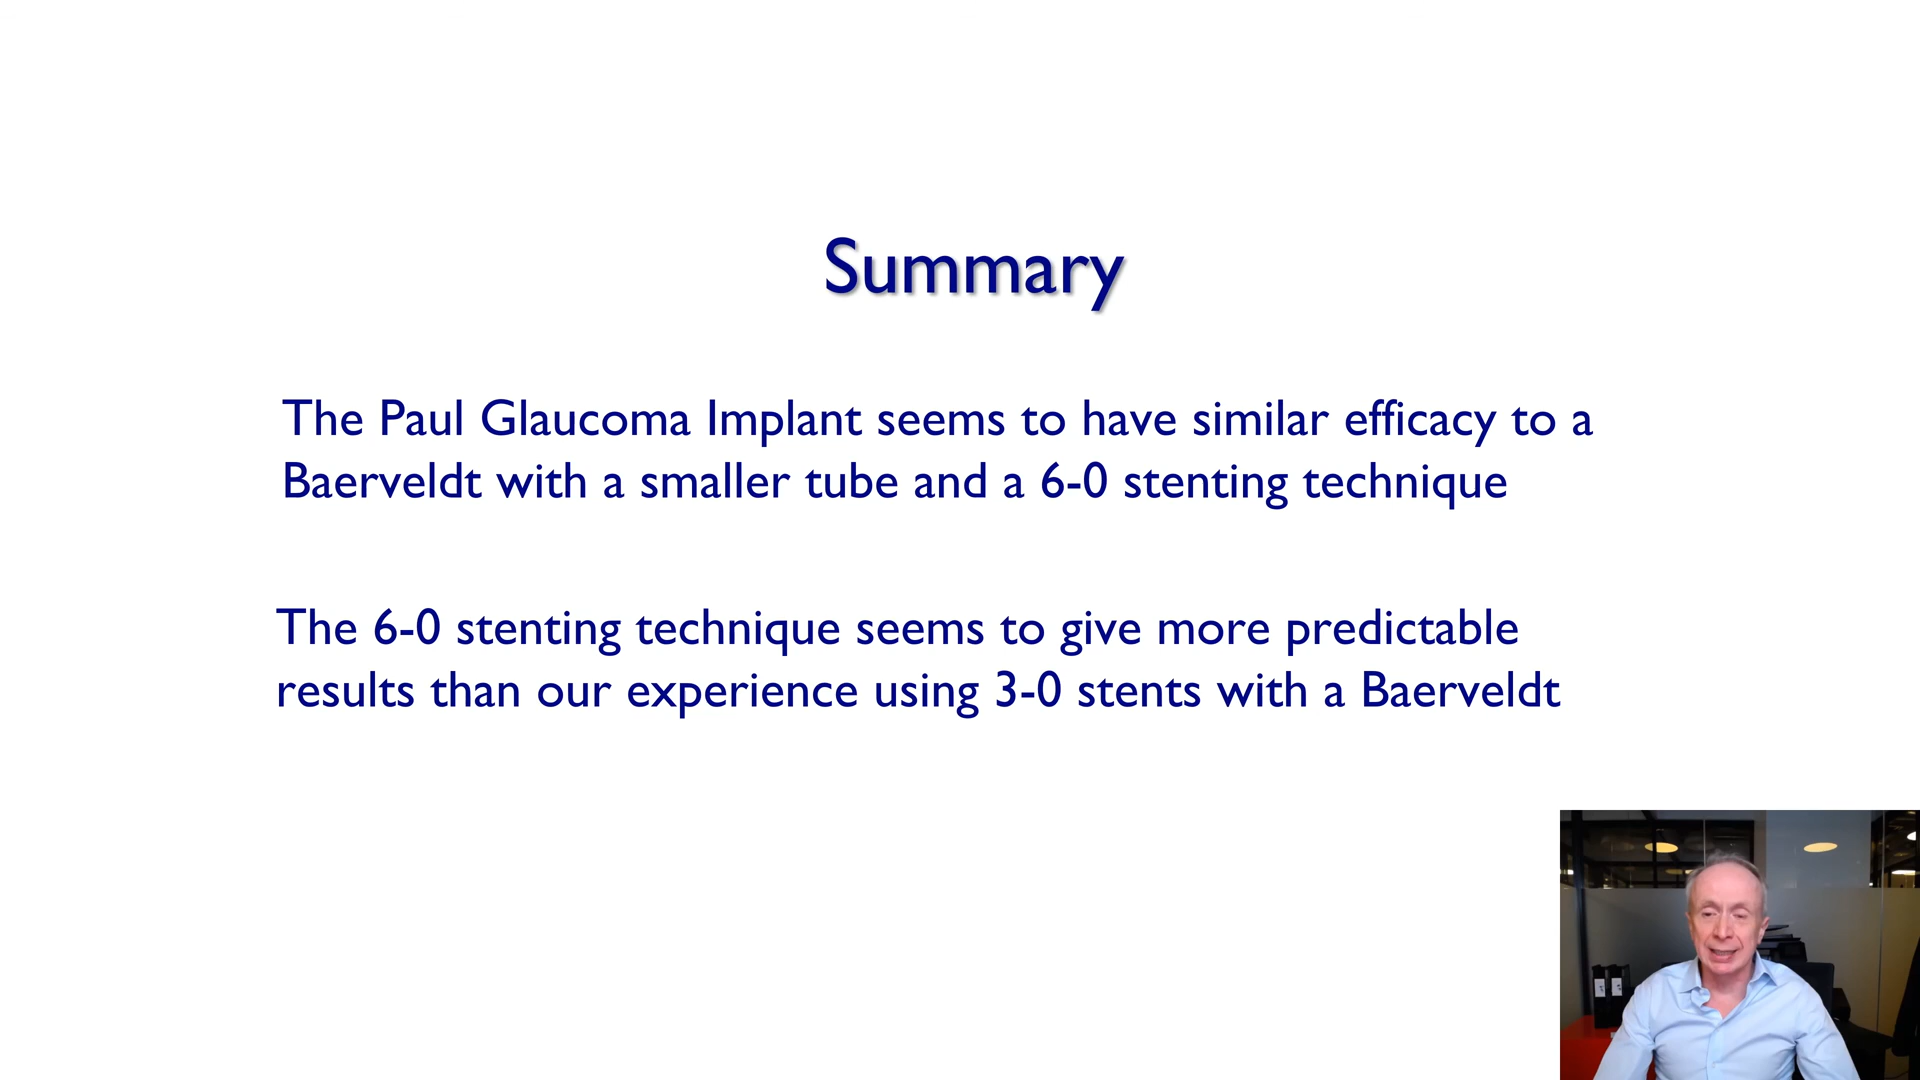 Summary
The Paul Glaucoma Implant seems to have similar efficacy to a
Baerveldt with a smaller tube and a 6-0 stenting technique
The 6-0 stenting technique seems to give more predictable
results than our experience using 3-0 stents with a Baerveldt